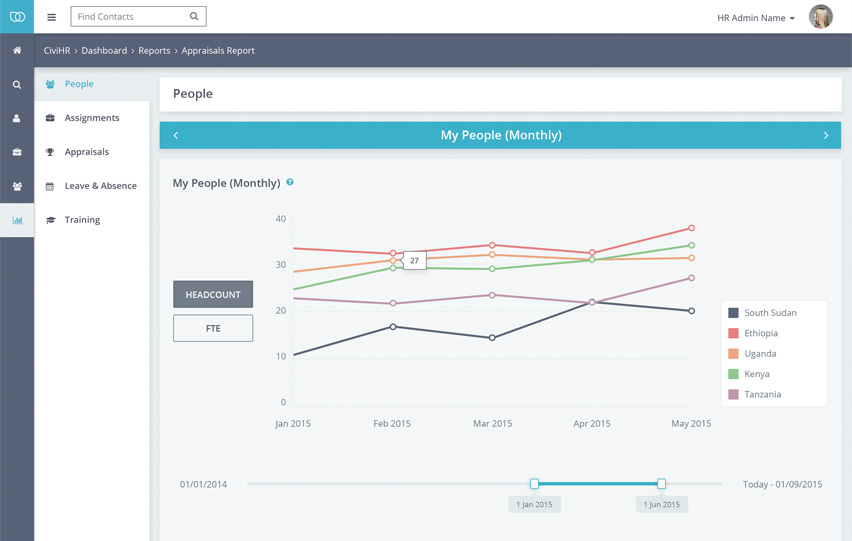 Find Contacts
HR Admin Name
CiviHR › Dashboard › Reports › Appraisals Report
People
Assignments
Appraisals
Leave & Absence
Training
People
My People (Monthly)
My People (Monthly)
HEADCOUNT
FTE
40
30
20
10
0
27
Jan 2015 Feb 2015 Mar 2015 Apr 2015 May 2015
South Sudan
Ethiopia
Uganda
Kenya
Tanzania
01/01/2014
Today - 01/09/2015
1 Jan 2015
1 Jun 2015